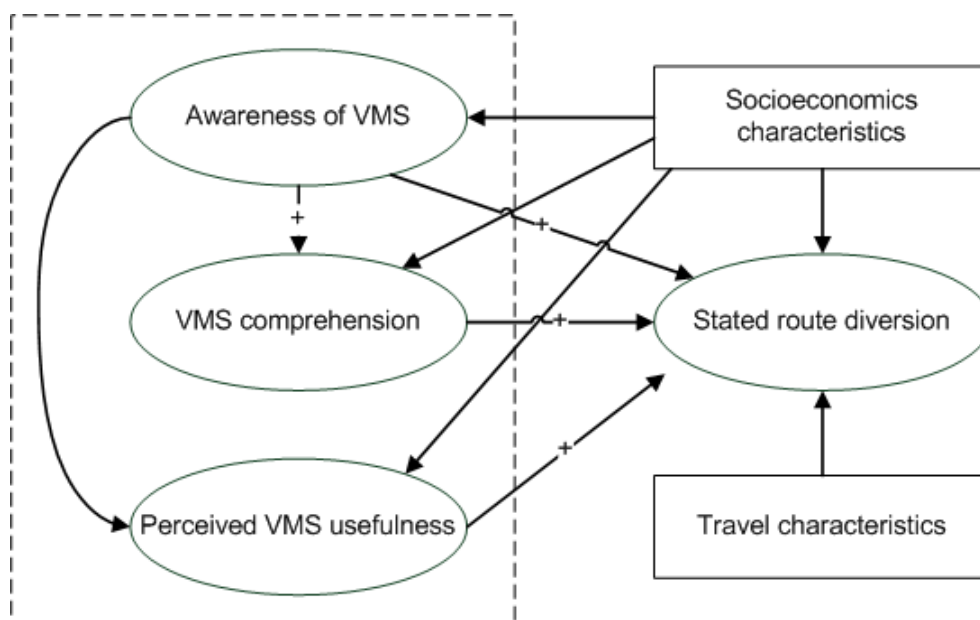 Awareness of VMS
Socioeconomics
characteristics
+
+
VMS comprehension
+
Stated route diversion
+
Perceived VMS usefulness
Travel characteristics